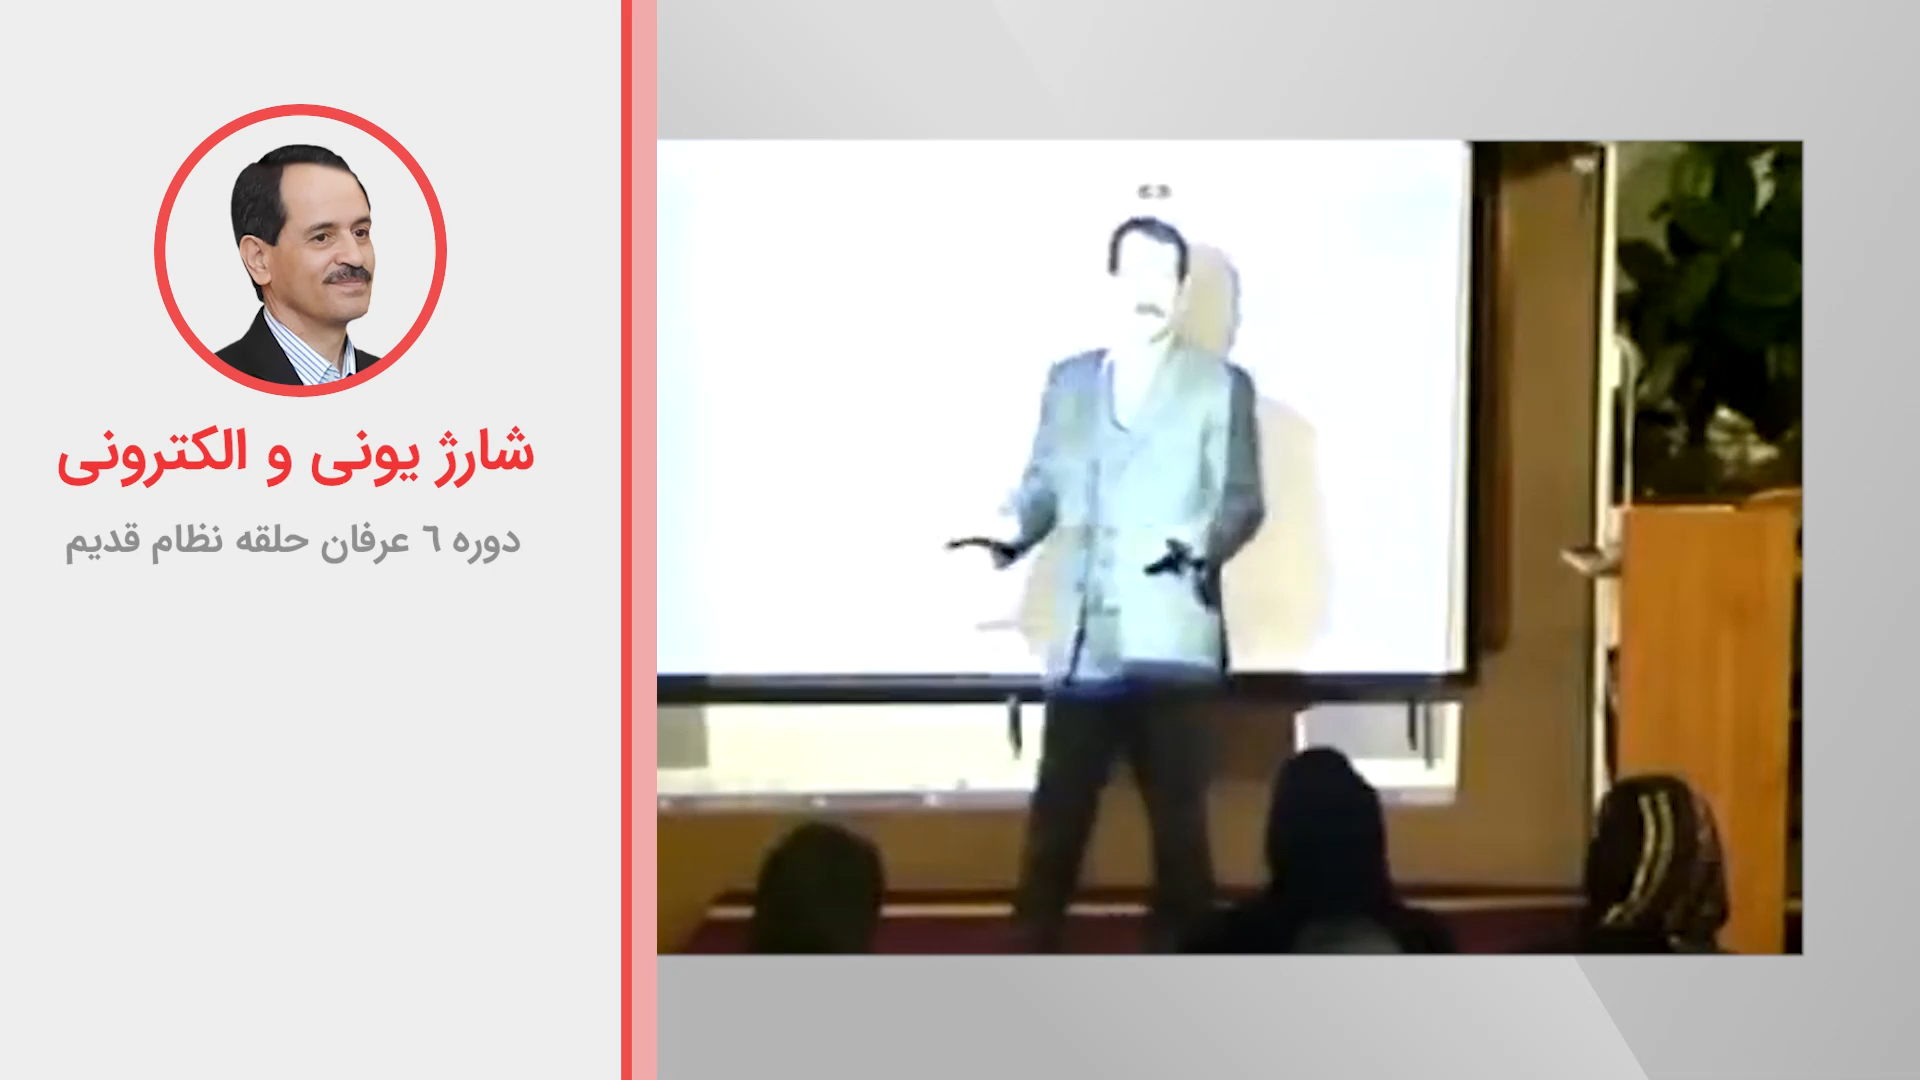 شارژ یونی و الکترونی
دوره ٦ عرفان حلقه نظام قدیم